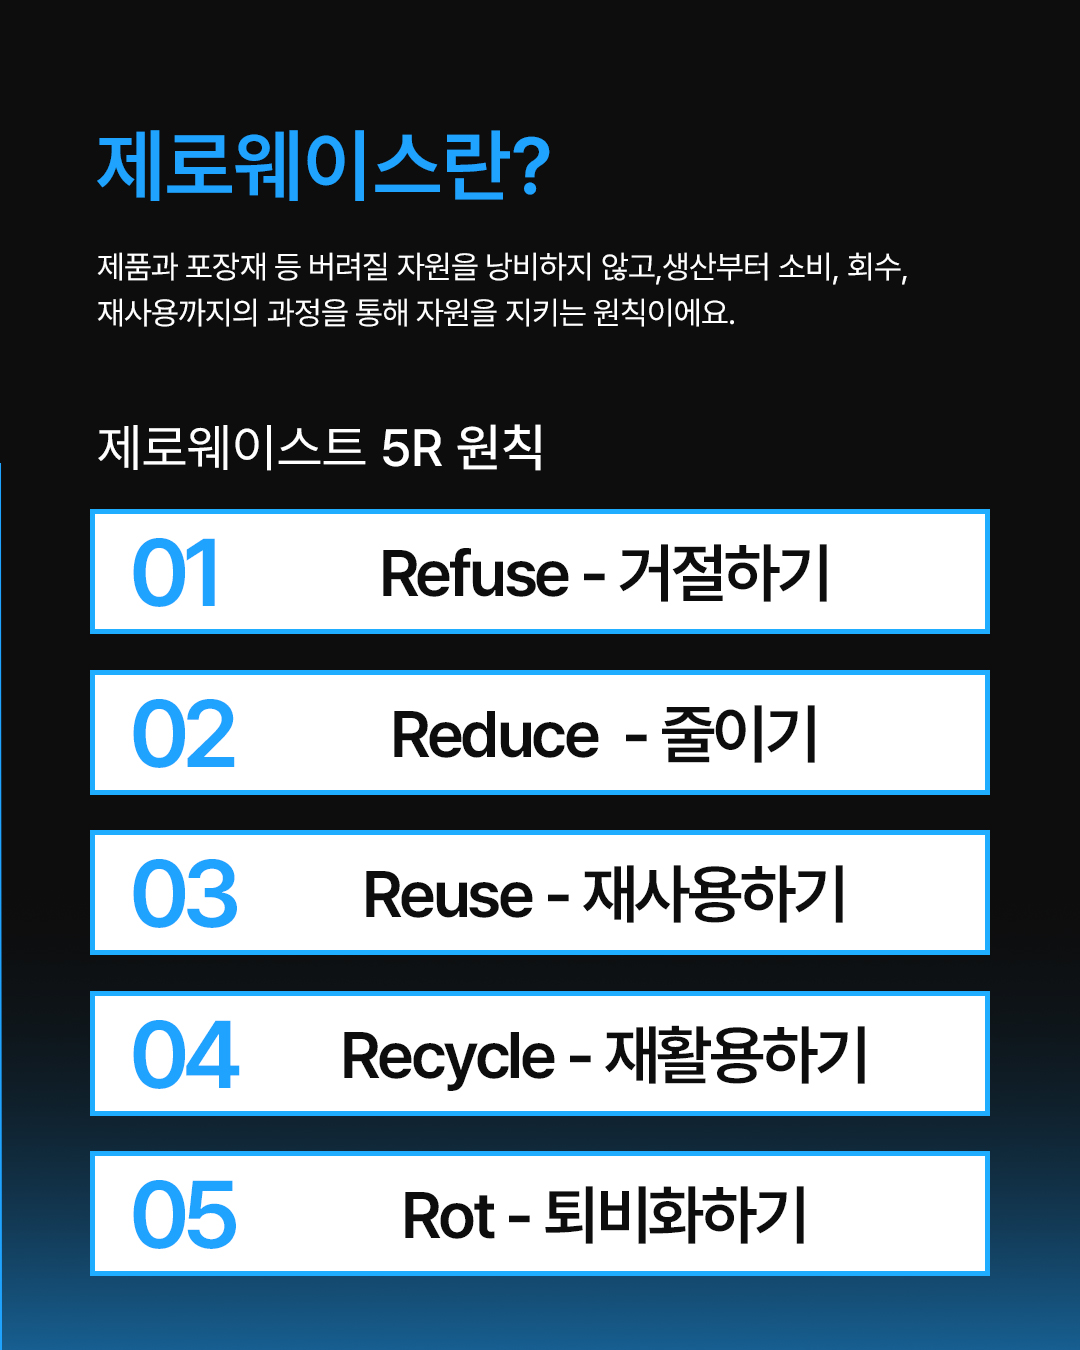 제로웨이스란?
제품과 포장재 등 버려질 자원을 낭비하지 않고,생산부터 소비, 회수,
재사용까지의 과정을 통해 자원을 지키는 원칙이에요.
제로웨이스트 5R 원칙
01 Refuse - 거절하기
02 Reduce - 줄이기
03 Reuse - 재사용하기
04 Recycle - 재활용하기
05 Rot - 퇴비화하기